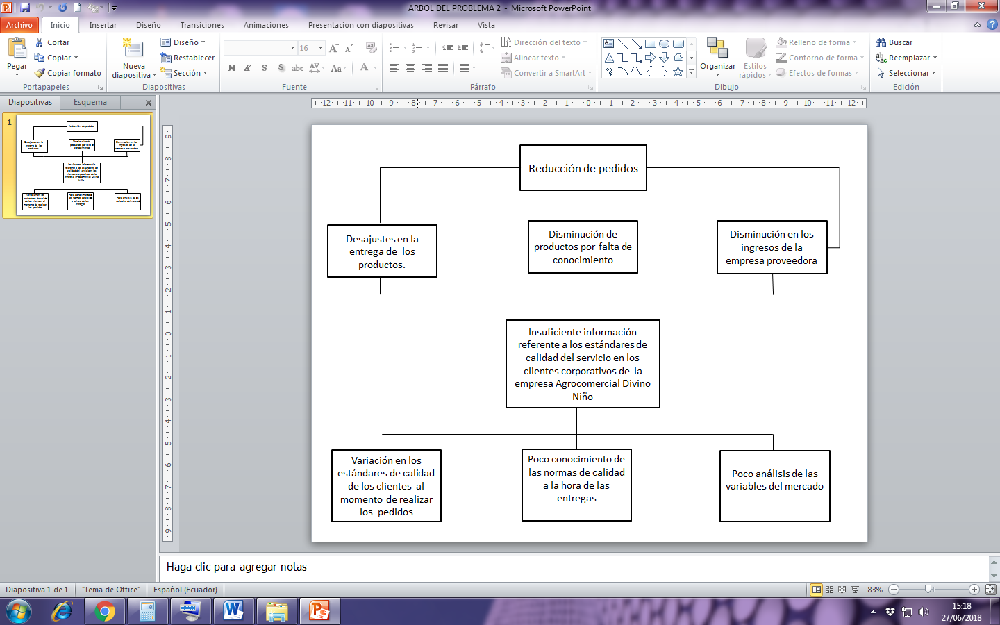 ARBOL DEL PROBLEMA 2 - Microsoft PowerPoint
Archivo Inicio Insertar Diseño Transiciones Animaciones Presentación con diapositivas Revisar Vista
Pegar
Cortar
Copiar
Copiar formato
Portapapeles
Nueva
diapositiva
Diseño
Restablecer
Sección
Diapositivas
16
Fuente
Dirección del texto
Alinear texto
Convertir a SmartArt
Párrafo
Organizar
Estilos
rápidos
Relleno de forma
Contorno de forma
Efectos de formas
Dibujo
Buscar
Reemplazar
Seleccionar
Edición
Diapositivas Esquema
1
Reducción de pedidos
Desajustes en la
entrega de los
productos.
Disminución de
productos por falta de
conocimiento
Disminución en los
ingresos de la
empresa proveedora
Insuficiente información
referente a los estándares de
calidad del servicio en los
clientes corporativos de la
empresa Agrocomercial Divino
Niño
Variación en los
estándares de calidad
de los clientes al
momento de realizar
los pedidos
Poco conocimiento de
las normas de calidad
a la hora de las
entregas
Poco análisis de las
variables del mercado
Haga clic para agregar notas
Diapositiva 1 de 1 "Tema de Office" Español (Ecuador) 83%
15:18
27/06/2018